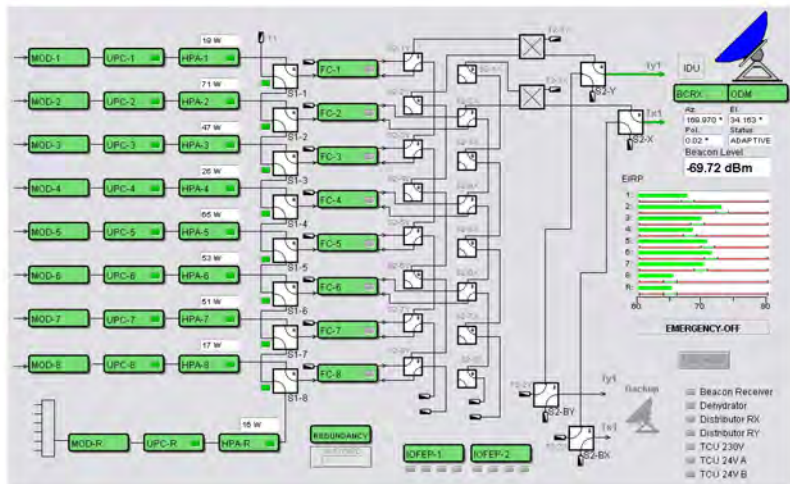 19 W
MOD-1 UPC-1 HPA-1 FC-1 S1-1
71 W
MOD-2 UPC-2 HPA-2 FC-2 S1-2
47 W
MOD-3 UPC-3 HPA-3 FC-3
26 W
MOD-4 UPC-4 HPA-4 FC-4 S1-4
65 W
MOD-5 UPC-5 HPA-5 FC-5 S1-5
53 W
MOD-6 UPC-6 HPA-6 FC-6 S1-6
51 W
MOD-7 UPC-7 HPA-7 FC-7 S1-7
17 W
MOD-8 UPC-8 HPA-8 FC-8 S1-8
16 W
MOD-R UPC-R HPA-R
REDUNDANCY
IOFEP-1 IOFEP-2
S2-Y
S2-X
S2-BY
S2-BX
IDU
BCRX ODM
Az. El.
169.970 ° 34.163 °
Pol. Status
0.02 ° ADAPTIVE
Beacon Level
-69.72 dBm
EIRP
1:
2:
3:
4:
5:
6:
7:
8:
R:
60 70 80
EMERGENCY-OFF
Beacon Receiver
Dehydrator
Distributor RX
Distributor RY
TCU 230V
TCU 24V A
TCU 24V B